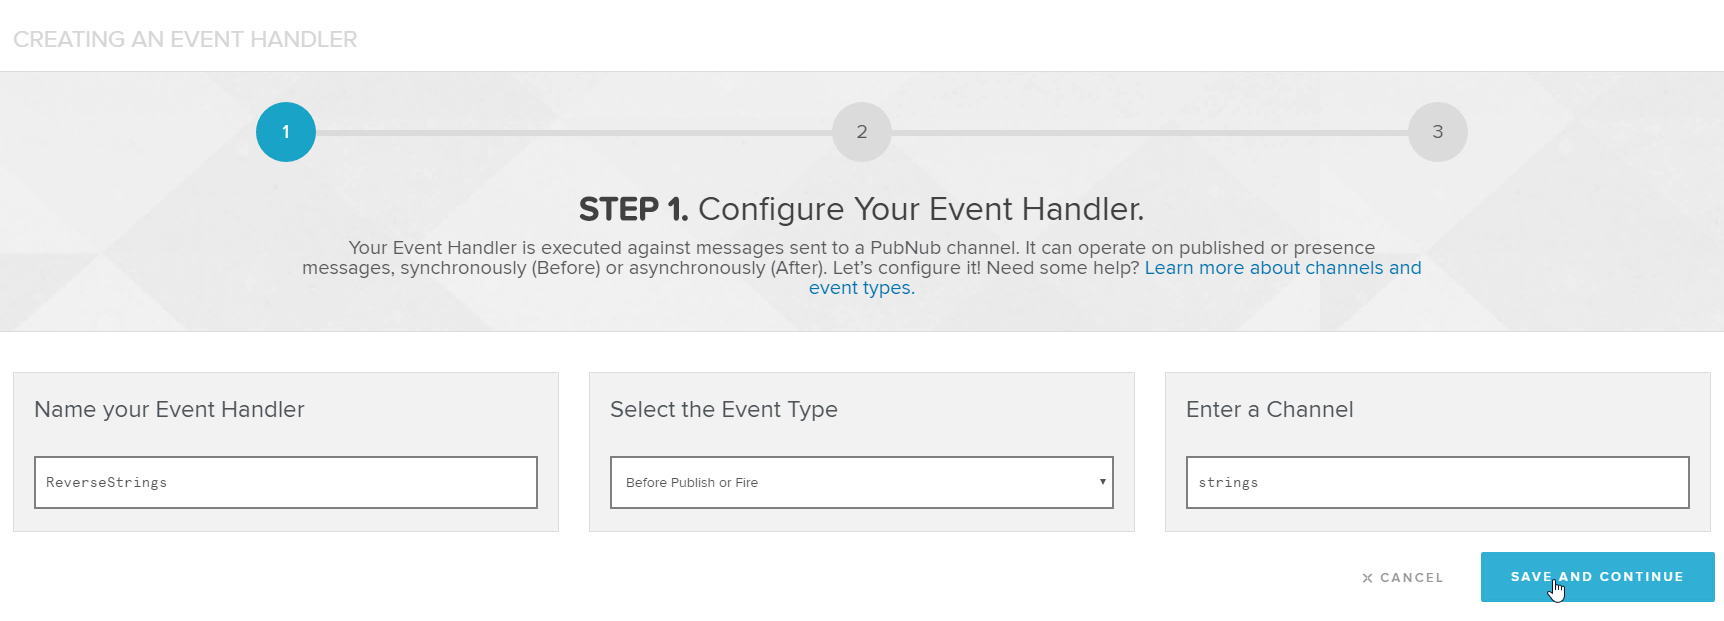 CREATING AN EVENT HANDLER
1
2
3
STEP 1. Configure Your Event Handler.
Your Event Handler is executed against messages sent to a PubNub channel. It can operate on published or presence
messages, synchronously (Before) or asynchronously (After). Let's configure it! Need some help? Learn more about channels and
event types.
Name your Event Handler
ReverseStrings
Select the Event Type
Before Publish or Fire
Enter a Channel
strings
CANCEL
SAVE AND CONTINUE